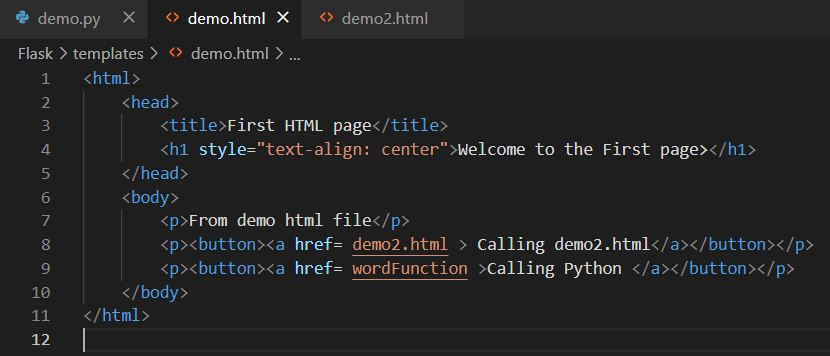 demo.py
demo.html
demo2.html
Flask > templates > demo.html > ...
1 <html>
2 <head>
3 <title>First HTML page</title>
4 <h1 style="text-align: center">Welcome to the First page></h1>
5 </head>
6 <body>
7 <p>From demo html file</p>
8 <p><button><a href= demo2.html > Calling demo2.html</a></button></p>
9 <p><button><a href= wordFunction >Calling Python </a></button></p>
10 </body>
11 </html>
12